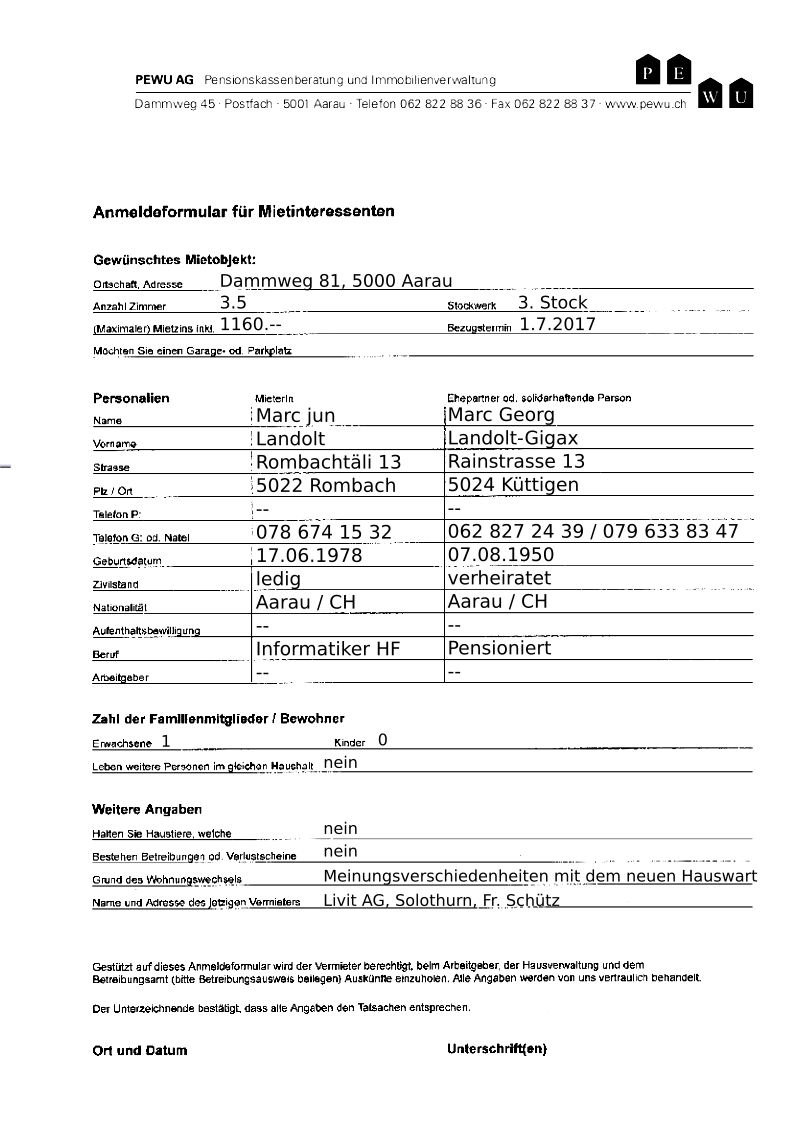 PEWU AG Pensionskassenberatung und Immobilienverwaltung
P E
W U
Dammweg 45 · Postfach · 5001 Aarau · Telefon 062 822 88 36 · Fax 062 822 88 37 · www.pewu.ch
Anmeldeformular für Mietinteressenten
Gewünschtes Mietobjekt:
Ortschaft, Adresse Dammweg 81, 5000 Aarau
Anzahl Zimmer 3.5 Stockwerk 3. Stock
(Maximaler) Mietzins inkl. 1160.-- Bezugstermin 1.7.2017
Möchten Sie einen Garage- od. Parkplatz
Personalien MieterIn Ehepartner od. solidarhaftende Person
Name Marc jun Marc Georg
Vorname Landolt Landolt-Gigax
Strasse Rombachtäli 13 Rainstrasse 13
Plz / Ort 5022 Rombach 5024 Küttigen
Telefon P: -- --
Telefon G: od. Natel 078 674 15 32 062 827 24 39 / 079 633 83 47
Geburtsdatum 17.06.1978 07.08.1950
Zivilstand ledig verheiratet
Nationalität Aarau / CH Aarau / CH
Aufenthaltsbewilligung -- --
Beruf Informatiker HF Pensioniert
Arbeitgeber -- --
Zahl der Familienmitglieder / Bewohner
Erwachsene 1 Kinder 0
Leben weitere Personen im gleichen Haushalt nein
Weitere Angaben
Halten Sie Haustiere, welche nein
Bestehen Betreibungen od. Verlustscheine nein
Grund des Wohnungswechsels Meinungsverschiedenheiten mit dem neuen Hauswart
Name und Adresse des jetzigen Vermieters Livit AG, Solothurn, Fr. Schütz
Gestützt auf dieses Anmeldeformular wird der Vermieter berechtigt, beim Arbeitgeber, der Hausverwaltung und dem
Betreibungsamt (bitte Betreibungsausweis beilegen) Auskünfte einzuholen. Alle Angaben werden von uns vertraulich behandelt.
Der Unterzeichnende bestätigt, dass alle Angaben den Tatsachen entsprechen.
Ort und Datum Unterschrift(en)